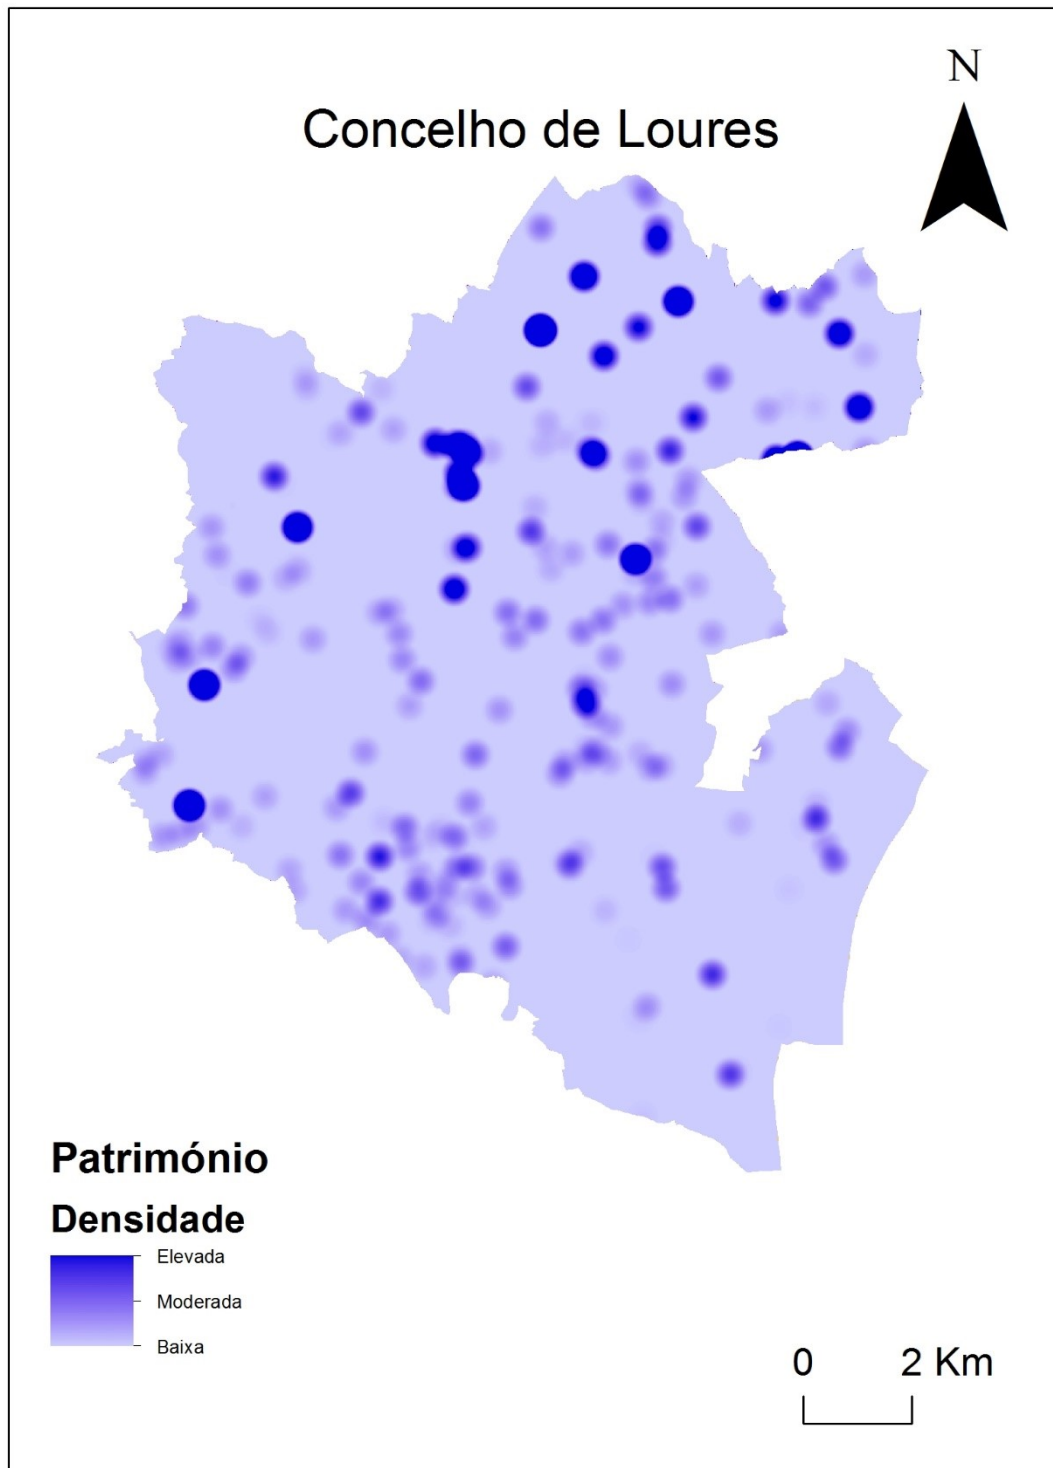 N
Concelho de Loures
Património
Densidade
Elevada
Moderada
Baixa
0 2 Km